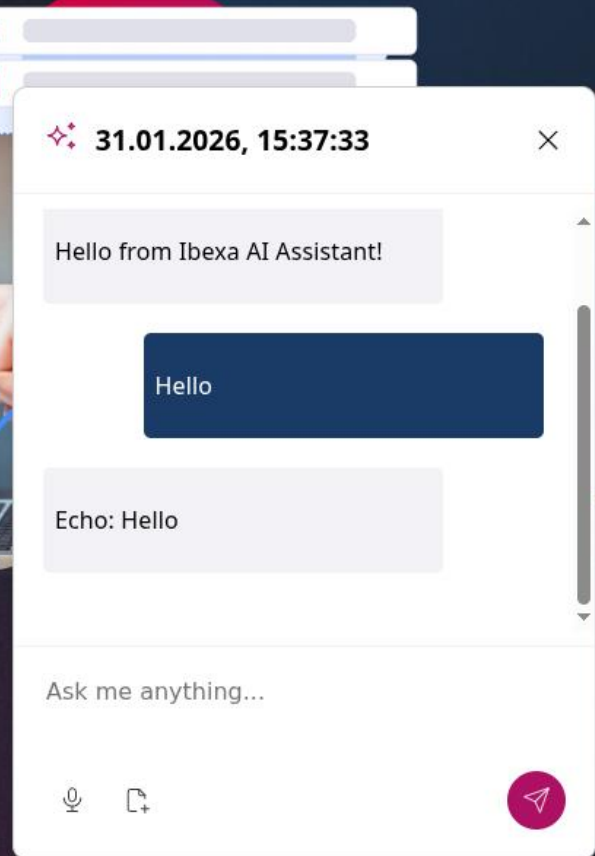 31.01.2026, 15:37:33
Hello from Ibexa AI Assistant!
Hello
Echo: Hello
Ask me anything...